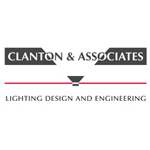 CLANTON & ASSOCIATES
LIGHTING DESIGN AND ENGINEERING